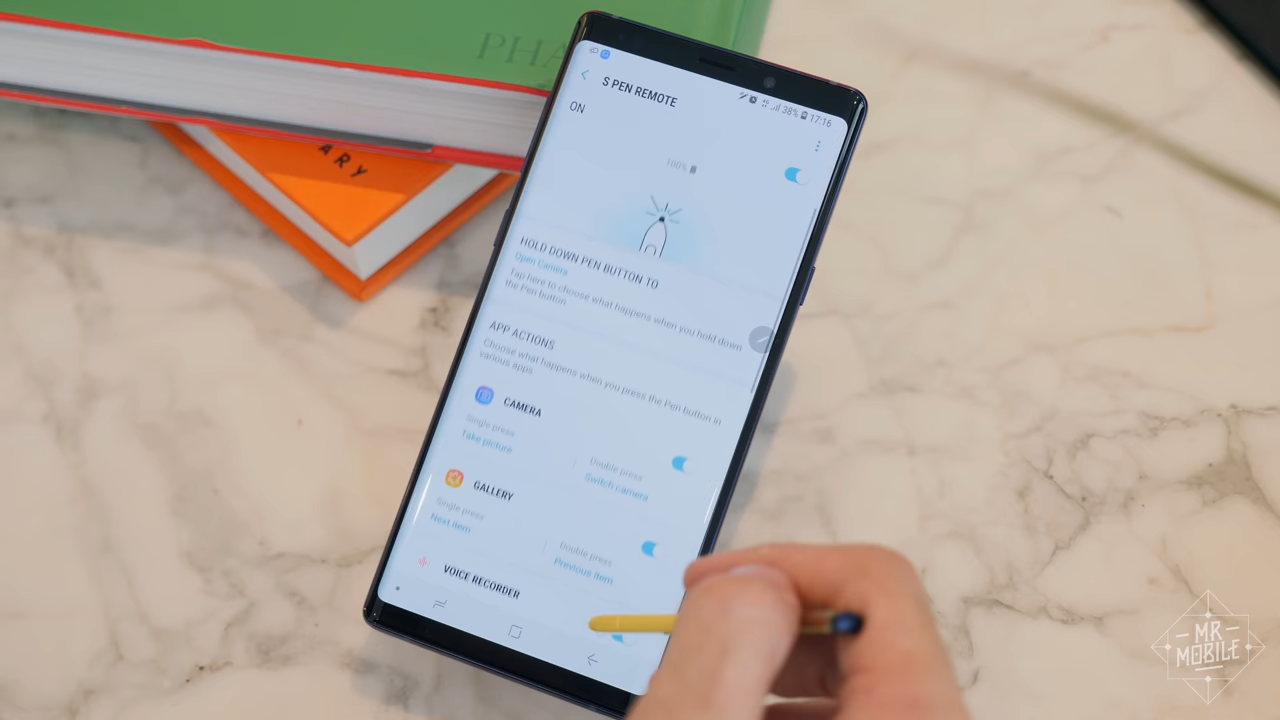 PHA
ARY
S PEN REMOTE
38% 17:16
ON
100%
HOLD DOWN PEN BUTTON TO
Open Camera
Tap here to choose what happens when you hold down
the Pen button
APP ACTIONS
Choose what happens when you press the Pen button in
various apps.
CAMERA
Single press
Take picture
Double press
Switch camera
GALLERY
Single press
Next item
Double press
Previous item
VOICE RECORDER
MR
MOBILE